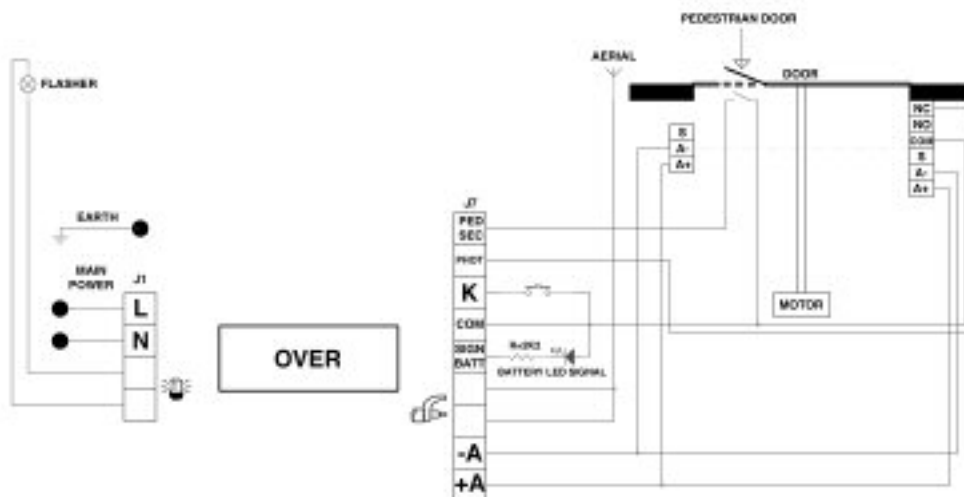 PEDESTRIAN DOOR
AERIAL
FLASHER
DOOR
NC
NO
COM
S
A-
A+
S
A-
A+
EARTH
MAIN
POWER
J1
L
N
OVER
J7
PED
SEC
PHOT
K
COM
SIGN
BATT
BATTERY LED SIGNAL
-A
+A
MOTOR